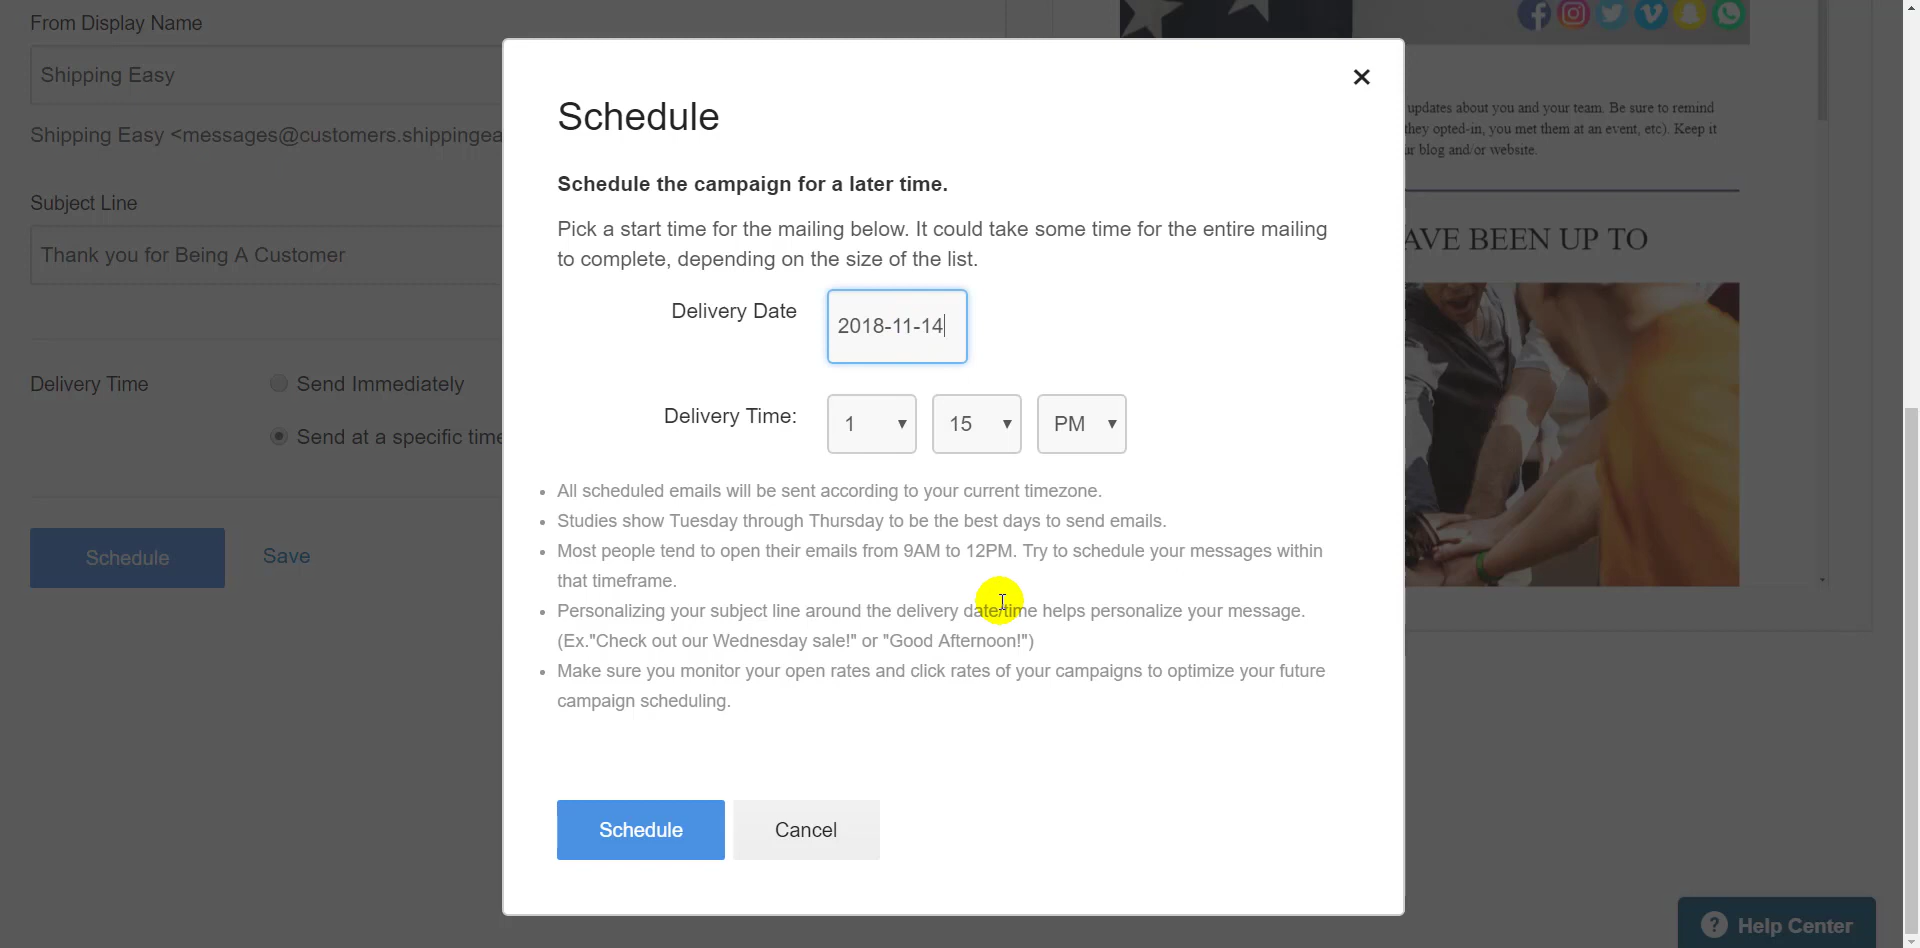 From Display Name
Shipping Easy
Shipping Easy <messages@customers.shippingea
Subject Line
Thank you for Being A Customer
Delivery Time
Send Immediately
Send at a specific time
Schedule
Save
×
Schedule
Schedule the campaign for a later time.
Pick a start time for the mailing below. It could take some time for the entire mailing
to complete, depending on the size of the list.
Delivery Date
2018-11-14
Delivery Time:
1
15
PM
• All scheduled emails will be sent according to your current timezone.
• Studies show Tuesday through Thursday to be the best days to send emails.
• Most people tend to open their emails from 9AM to 12PM. Try to schedule your messages within
that timeframe.
• Personalizing your subject line around the delivery date/time helps personalize your message.
(Ex."Check out our Wednesday sale!" or "Good Afternoon!")
• Make sure you monitor your open rates and click rates of your campaigns to optimize your future
campaign scheduling.
Schedule
Cancel
updates about you and your team. Be sure to remind
they opted-in, you met them at an event, etc). Keep it
ur blog and/or website.
AVE BEEN UP TO
? Help Center